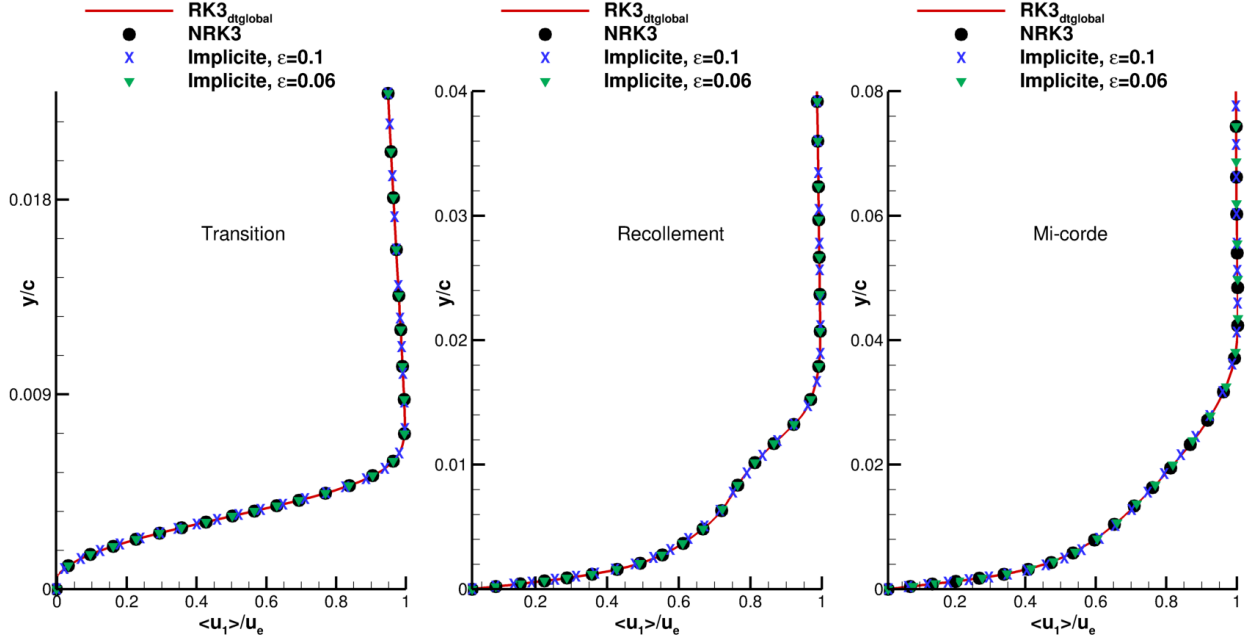 RK3dtglobal
NRK3
Implicite, ε=0.1
Implicite, ε=0.06
0.018
0.009
0
y/c
Transition
0 0.2 0.4 0.6 0.8 1
<u1>/ue
RK3dtglobal
NRK3
Implicite, ε=0.1
Implicite, ε=0.06
0.04
0.03
0.02
0.01
0
y/c
Recollement
0.2 0.4 0.6 0.8 1
<u1>/ue
RK3dtglobal
NRK3
Implicite, ε=0.1
Implicite, ε=0.06
0.08
0.06
0.04
0.02
0
y/c
Mi-corde
0.2 0.4 0.6 0.8 1
<u1>/ue